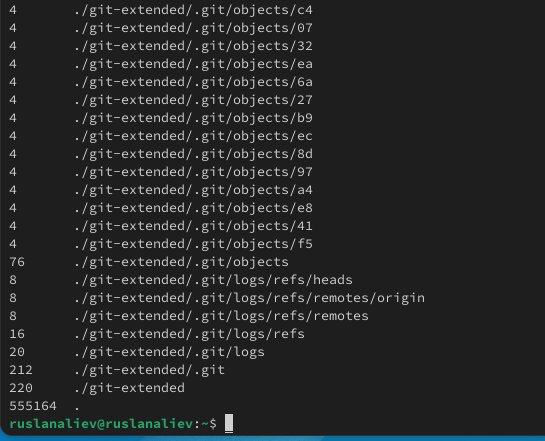 4 ./git-extended/.git/objects/c4
4 ./git-extended/.git/objects/07
4 ./git-extended/.git/objects/32
4 ./git-extended/.git/objects/ea
4 ./git-extended/.git/objects/6a
4 ./git-extended/.git/objects/27
4 ./git-extended/.git/objects/b9
4 ./git-extended/.git/objects/ec
4 ./git-extended/.git/objects/8d
4 ./git-extended/.git/objects/97
4 ./git-extended/.git/objects/a4
4 ./git-extended/.git/objects/e8
4 ./git-extended/.git/objects/41
4 ./git-extended/.git/objects/f5
76 ./git-extended/.git/objects
8 ./git-extended/.git/logs/refs/heads
8 ./git-extended/.git/logs/refs/remotes/origin
8 ./git-extended/.git/logs/refs/remotes
16 ./git-extended/.git/logs/refs
20 ./git-extended/.git/logs
212 ./git-extended/.git
220 ./git-extended
555164 .
ruslanaliev@ruslanaliev:~$